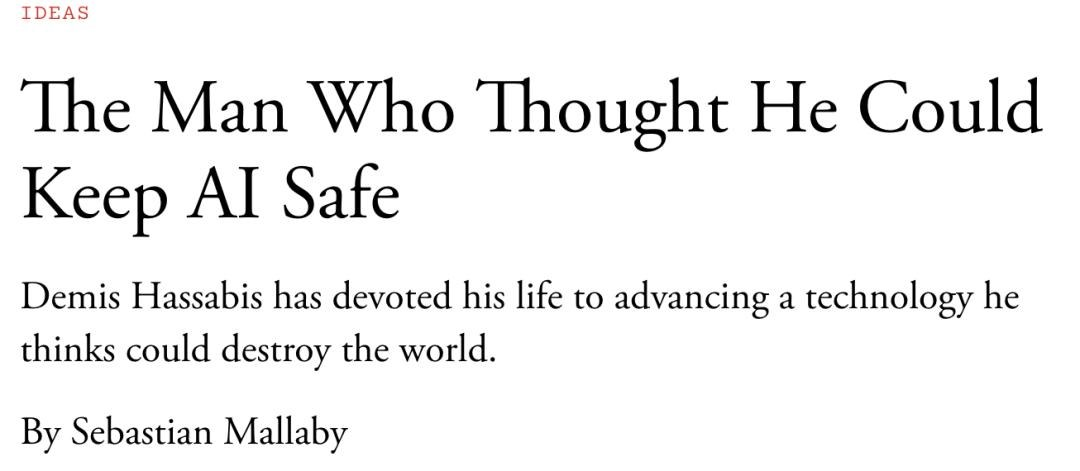 IDEAS
The Man Who Thought He Could
Keep AI Safe
Demis Hassabis has devoted his life to advancing a technology he
thinks could destroy the world.
By Sebastian Mallaby